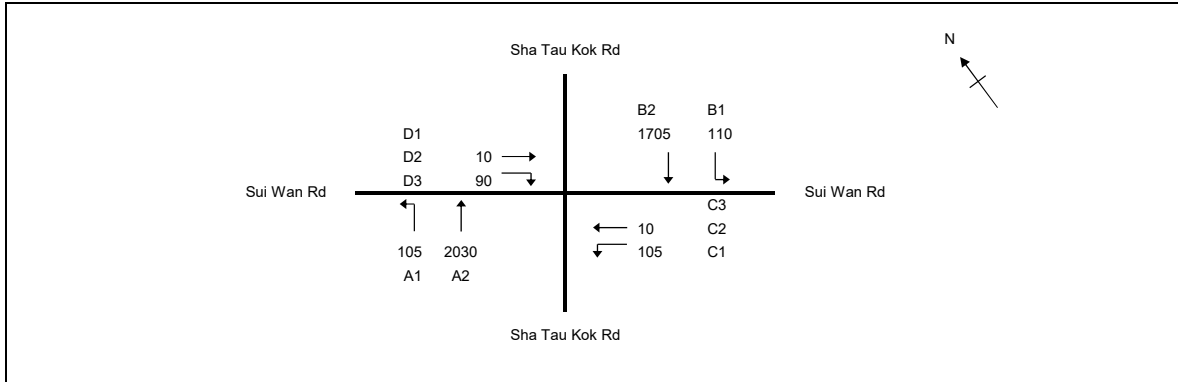 Sha Tau Kok Rd
N
B2 B1
D1 1705 110
D2 10
D3 90
Sui Wan Rd Sui Wan Rd
C3
10 C2
105 2030 105 C1
A1 A2
Sha Tau Kok Rd